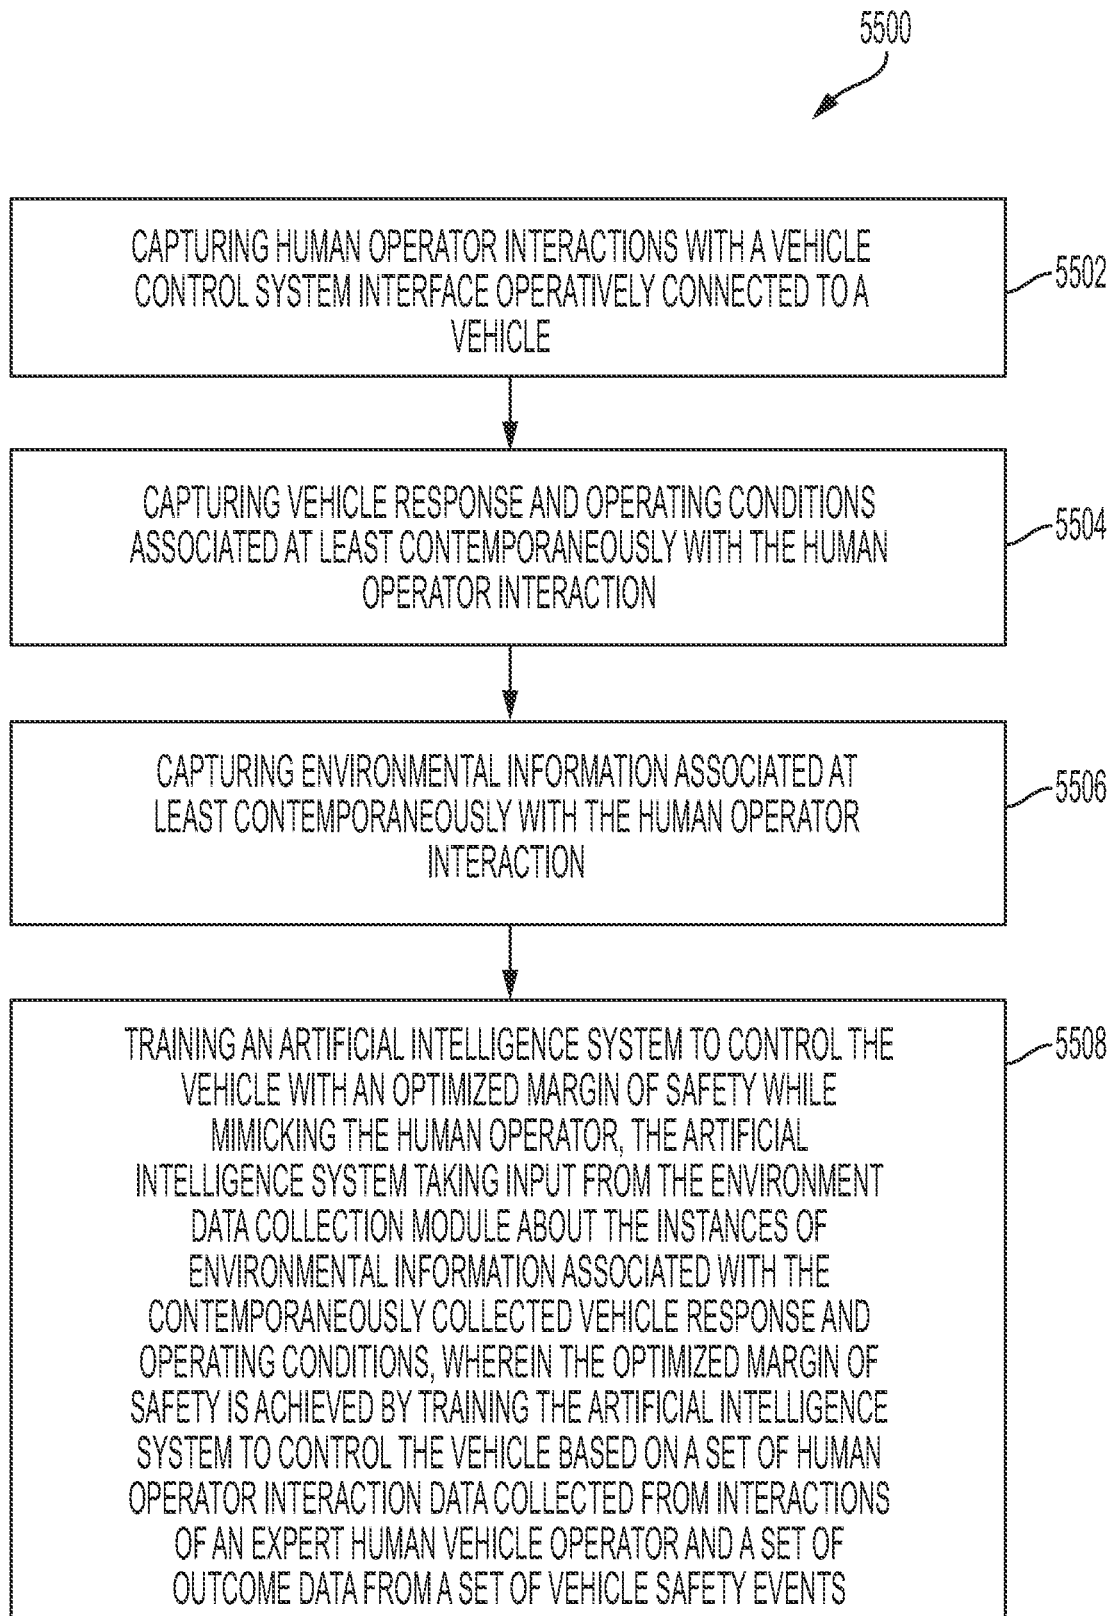 5500
CAPTURING HUMAN OPERATOR INTERACTIONS WITH A VEHICLE
CONTROL SYSTEM INTERFACE OPERATIVELY CONNECTED TO A
VEHICLE
5502
CAPTURING VEHICLE RESPONSE AND OPERATING CONDITIONS
ASSOCIATED AT LEAST CONTEMPORANEOUSLY WITH THE HUMAN
OPERATOR INTERACTION
5504
CAPTURING ENVIRONMENTAL INFORMATION ASSOCIATED AT
LEAST CONTEMPORANEOUSLY WITH THE HUMAN OPERATOR
INTERACTION
5506
TRAINING AN ARTIFICIAL INTELLIGENCE SYSTEM TO CONTROL THE
VEHICLE WITH AN OPTIMIZED MARGIN OF SAFETY WHILE
MIMICKING THE HUMAN OPERATOR, THE ARTIFICIAL
INTELLIGENCE SYSTEM TAKING INPUT FROM THE ENVIRONMENT
DATA COLLECTION MODULE ABOUT THE INSTANCES OF
ENVIRONMENTAL INFORMATION ASSOCIATED WITH THE
CONTEMPORANEOUSLY COLLECTED VEHICLE RESPONSE AND
OPERATING CONDITIONS, WHEREIN THE OPTIMIZED MARGIN OF
SAFETY IS ACHIEVED BY TRAINING THE ARTIFICIAL INTELLIGENCE
SYSTEM TO CONTROL THE VEHICLE BASED ON A SET OF HUMAN
OPERATOR INTERACTION DATA COLLECTED FROM INTERACTIONS
OF AN EXPERT HUMAN VEHICLE OPERATOR AND A SET OF
OUTCOME DATA FROM A SET OF VEHICLE SAFETY EVENTS
5508